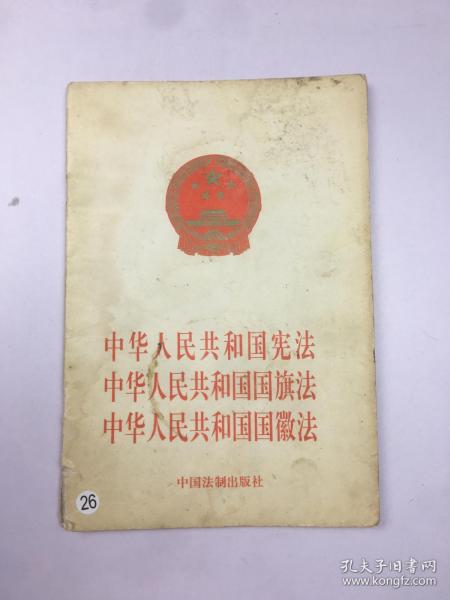 中华人民共和国宪法
中华人民共和国国旗法
中华人民共和国国徽法
中国法制出版社
26
孔夫子旧书网
www.kongfz.com